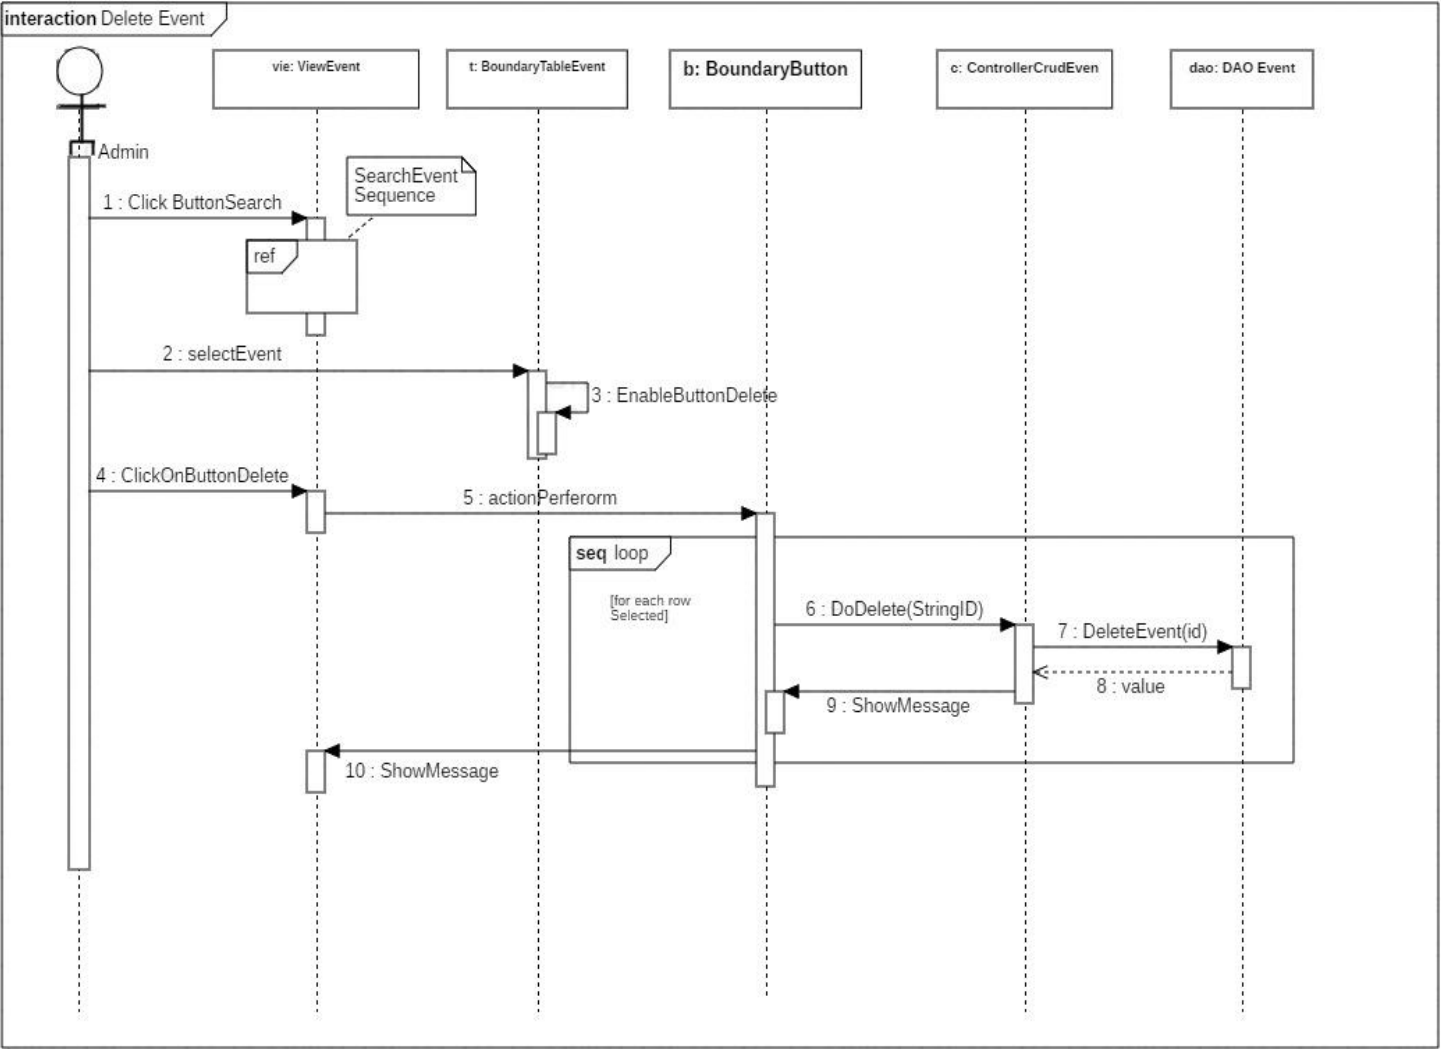 interaction Delete Event
vie: ViewEvent
t: BoundaryTableEvent
b: BoundaryButton
c: ControllerCrudEven
dao: DAO Event
Admin
SearchEvent
Sequence
1 : Click ButtonSearch
ref
2 : selectEvent
3 : EnableButtonDelete
4 : ClickOnButtonDelete
5 : actionPerferorm
seq loop
[for each row
Selected]
6 : DoDelete(StringID)
7 : DeleteEvent(id)
8 : value
9 : ShowMessage
10 : ShowMessage